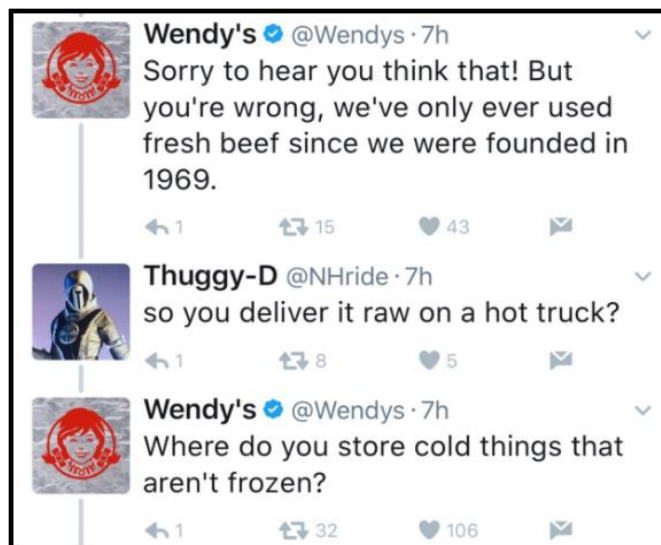 Wendy's @Wendys · 7h
Sorry to hear you think that! But
you're wrong, we've only ever used
fresh beef since we were founded in
1969.
1 15 43
Thuggy-D @NHride · 7h
so you deliver it raw on a hot truck?
1 8 5
Wendy's @Wendys · 7h
Where do you store cold things that
aren't frozen?
1 32 106